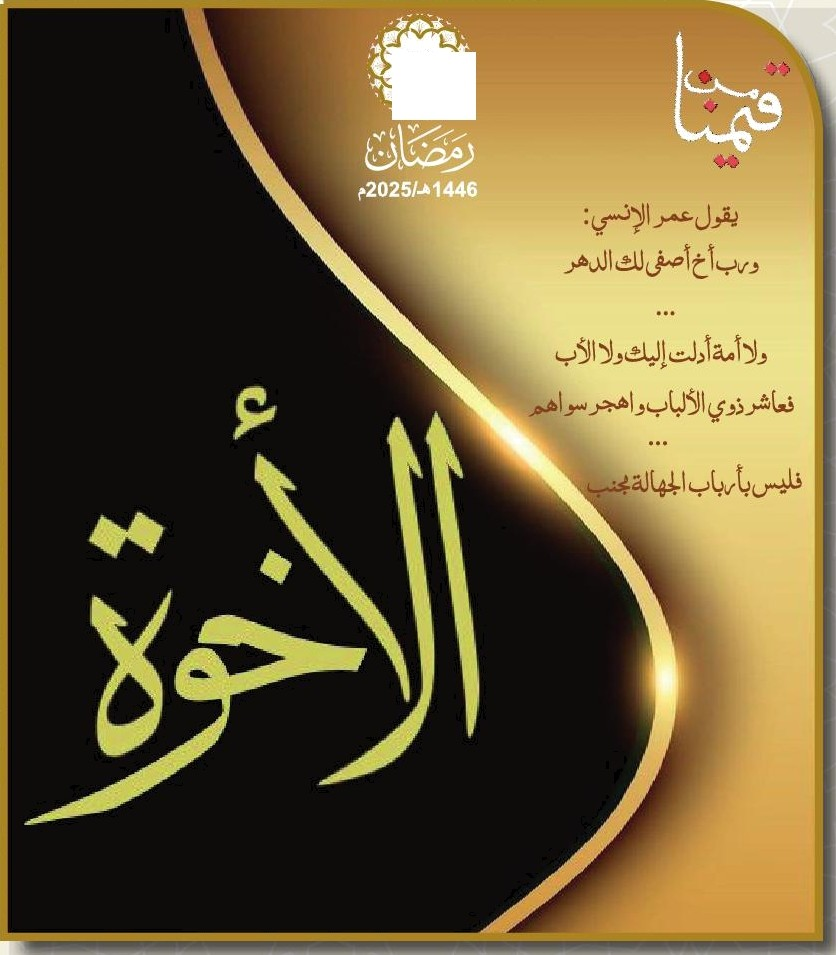 من قيمنا
رمضان
1446هـ/2025م
يقول عمر الإنسي:
ورب أخ أصفى لك الدهر
...
ولا أمة أدلت إليك ولا الأب
فعاشر ذوي الألباب واهجر سواهم
...
فليس بأرباب الجهالة مجنب
الأخوة